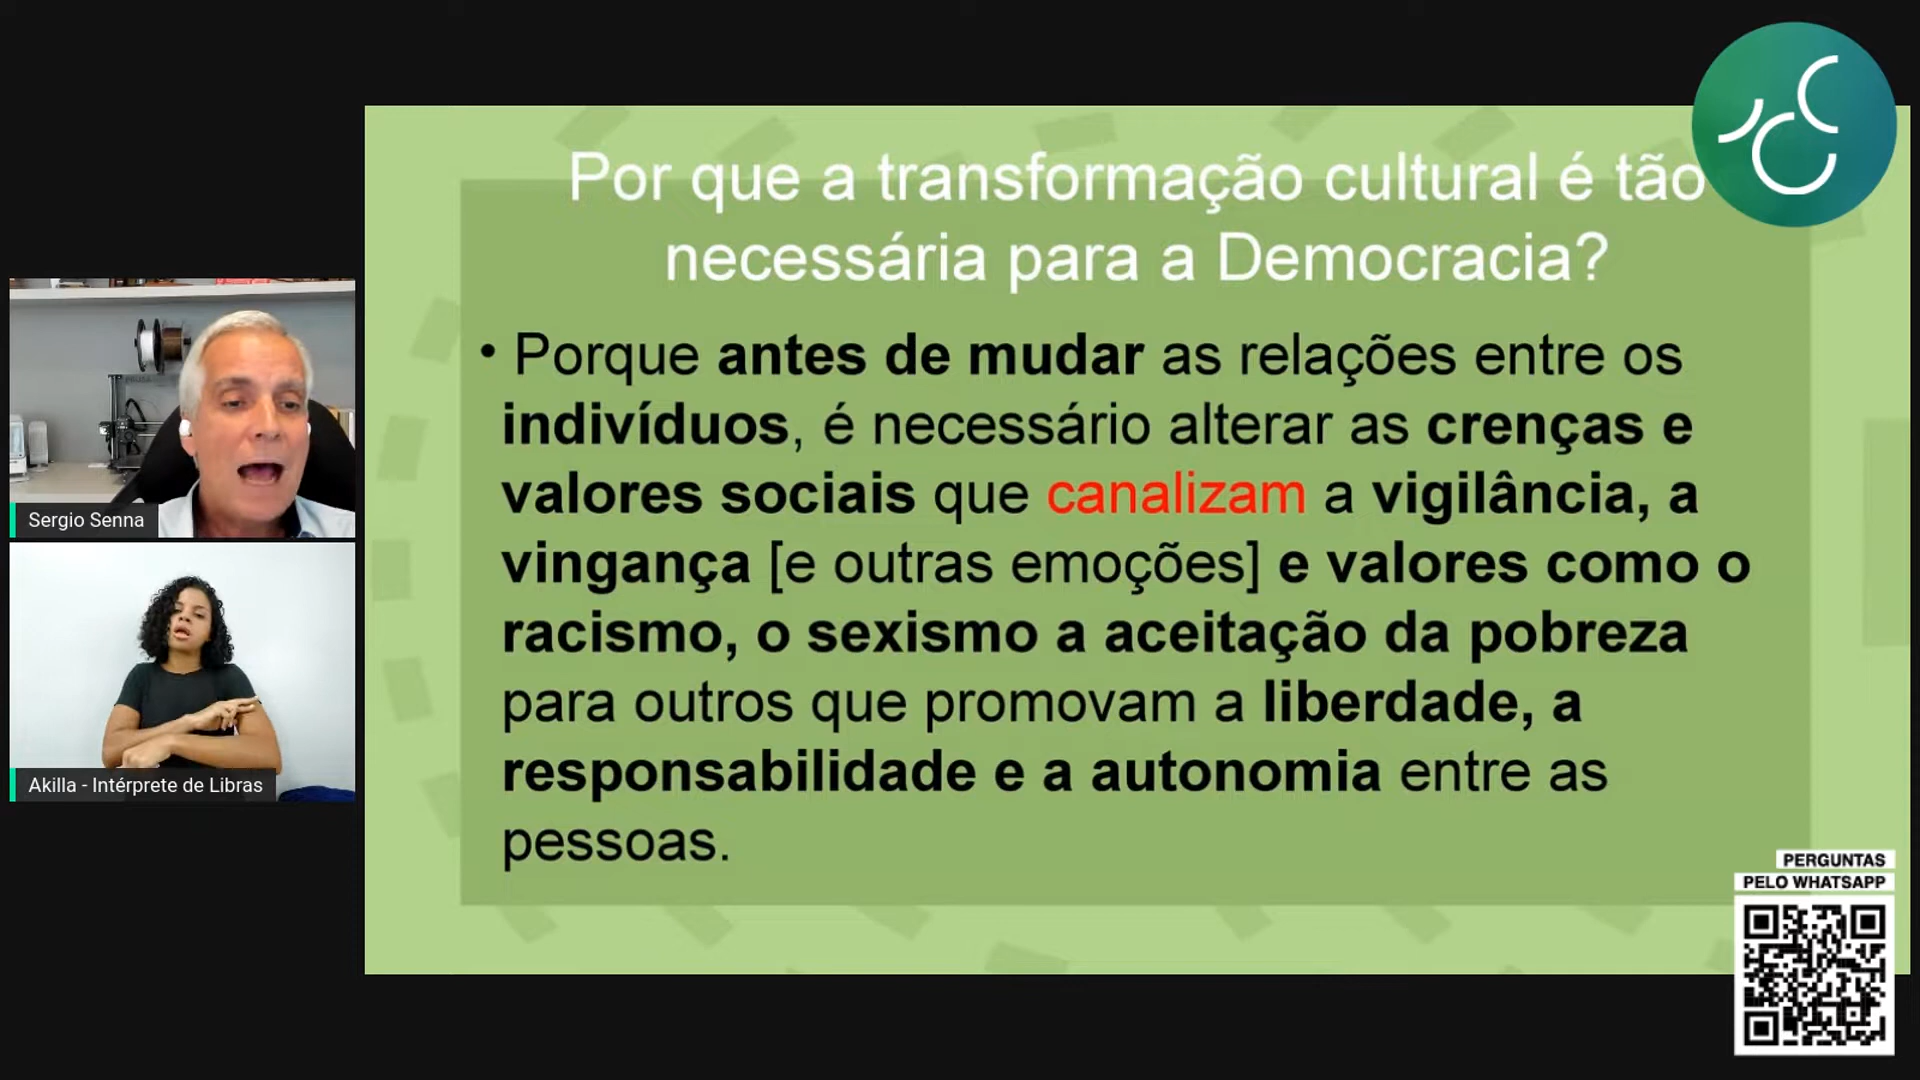 Por que a transformação cultural é tão
necessária para a Democracia?
• Porque antes de mudar as relações entre os
indivíduos, é necessário alterar as crenças e
valores sociais que canalizam a vigilância, a
vingança [e outras emoções] e valores como o
racismo, o sexismo a aceitação da pobreza
para outros que promovam a liberdade, a
responsabilidade e a autonomia entre as
pessoas.
Sergio Senna
Akilla - Intérprete de Libras
PERGUNTAS
PELO WHATSAPP